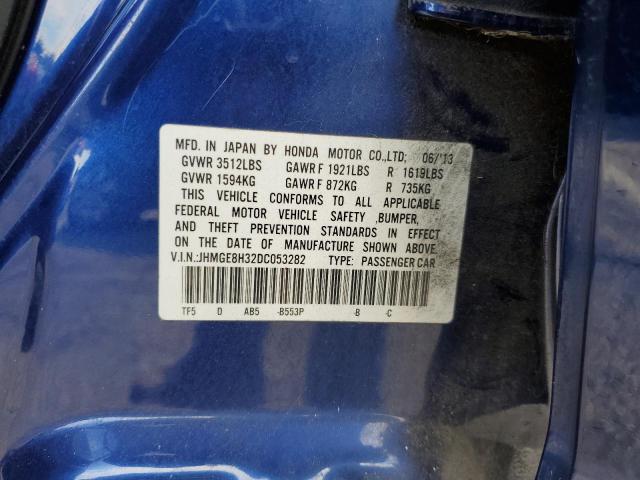 MFD. IN JAPAN BY HONDA MOTOR CO.,LTD; 06/'13
GVWR 3512LBS GAWR F 1921LBS R 1619LBS
GVWR 1594KG GAWR F 872KG R 735KG
THIS VEHICLE CONFORMS TO ALL APPLICABLE
FEDERAL MOTOR VEHICLE SAFETY ,BUMPER,
AND THEFT PREVENTION STANDARDS IN EFFECT
ON THE DATE OF MANUFACTURE SHOWN ABOVE.
V.I.N.:JHMGE8H32DC053282 TYPE: PASSENGER CAR
TF5 D AB5 -B553P -B -C